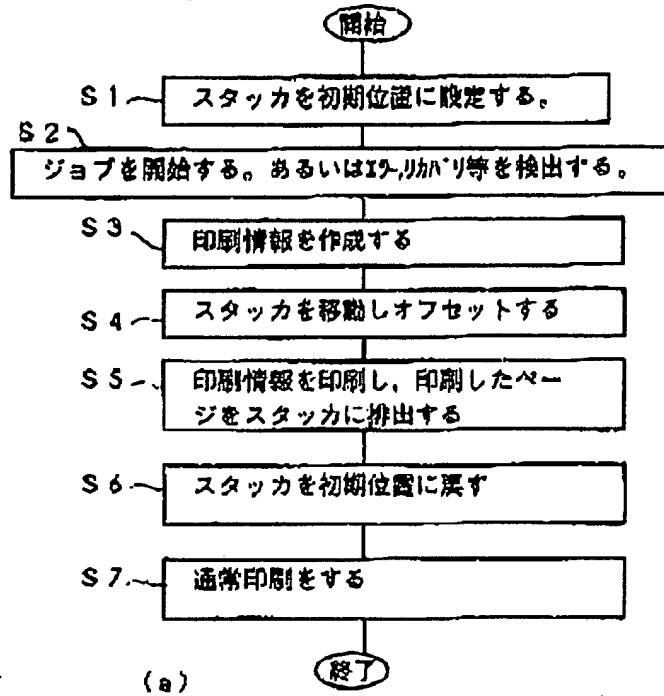 開始
S1 スタッカを初期位置に設定する。
S2
ジョブを開始する。あるいはｴﾗｰ,ﾘｶﾊﾞﾘ等を検出する。
S3 印刷情報を作成する
S4 スタッカを移動しオフセットする
S5 印刷情報を印刷し，印刷したペー
ジをスタッカに排出する
S6 スタッカを初期位置に戻す
S7 通常印刷をする
終了
(a)